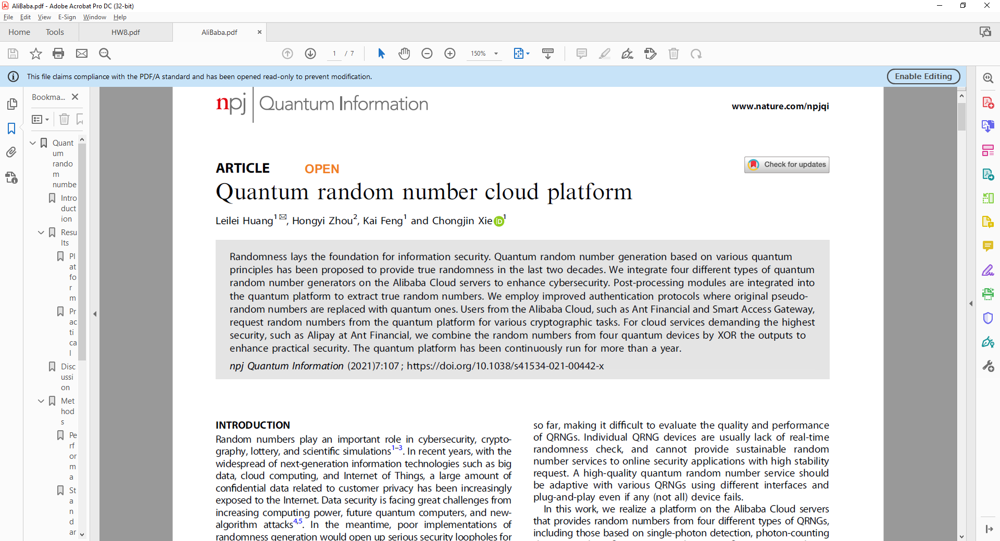 AliBaba.pdf - Adobe Acrobat Pro DC (32-bit)
File Edit View E-Sign Window Help
Home Tools HW8.pdf AliBaba.pdf
1 / 7 150%
This file claims compliance with the PDF/A standard and has been opened read-only to prevent modification. Enable Editing
Bookma...
Quant
um
rando
m
numbe
Intro
duct
ion
Resu
lts
Pl
at
fo
r
m
Pr
ac
ti
ca
l
Disc
ussi
on
Met
hod
s
Pe
rf
or
m
a
St
a
n
d
ar
npj Quantum Information
www.nature.com/npjqi
ARTICLE OPEN
Check for updates
Quantum random number cloud platform
Leilei Huang1✉, Hongyi Zhou2, Kai Feng1 and Chongjin Xie iD 1
Randomness lays the foundation for information security. Quantum random number generation based on various quantum
principles has been proposed to provide true randomness in the last two decades. We integrate four different types of quantum
random number generators on the Alibaba Cloud servers to enhance cybersecurity. Post-processing modules are integrated into
the quantum platform to extract true random numbers. We employ improved authentication protocols where original pseudo-
random numbers are replaced with quantum ones. Users from the Alibaba Cloud, such as Ant Financial and Smart Access Gateway,
request random numbers from the quantum platform for various cryptographic tasks. For cloud services demanding the highest
security, such as Alipay at Ant Financial, we combine the random numbers from four quantum devices by XOR the outputs to
enhance practical security. The quantum platform has been continuously run for more than a year.
npj Quantum Information (2021)7:107 ; https://doi.org/10.1038/s41534-021-00442-x
INTRODUCTION
Random numbers play an important role in cybersecurity, crypto-
graphy, lottery, and scientific simulations1–3. In recent years, with the
widespread of next-generation information technologies such as big
data, cloud computing, and Internet of Things, a large amount of
confidential data related to customer privacy has been increasingly
exposed to the Internet. Data security is facing great challenges from
increasing computing power, future quantum computers, and new-
algorithm attacks4,5. In the meantime, poor implementations of
randomness generation would open up serious security loopholes for
so far, making it difficult to evaluate the quality and performance
of QRNGs. Individual QRNG devices are usually lack of real-time
randomness check, and cannot provide sustainable random
number services to online security applications with high stability
request. A high-quality quantum random number service should
be adaptive with various QRNGs using different interfaces and
plug-and-play even if any (not all) device fails.
In this work, we realize a platform on the Alibaba Cloud servers
that provides random numbers from four different types of QRNGs,
including those based on single-photon detection, photon-counting